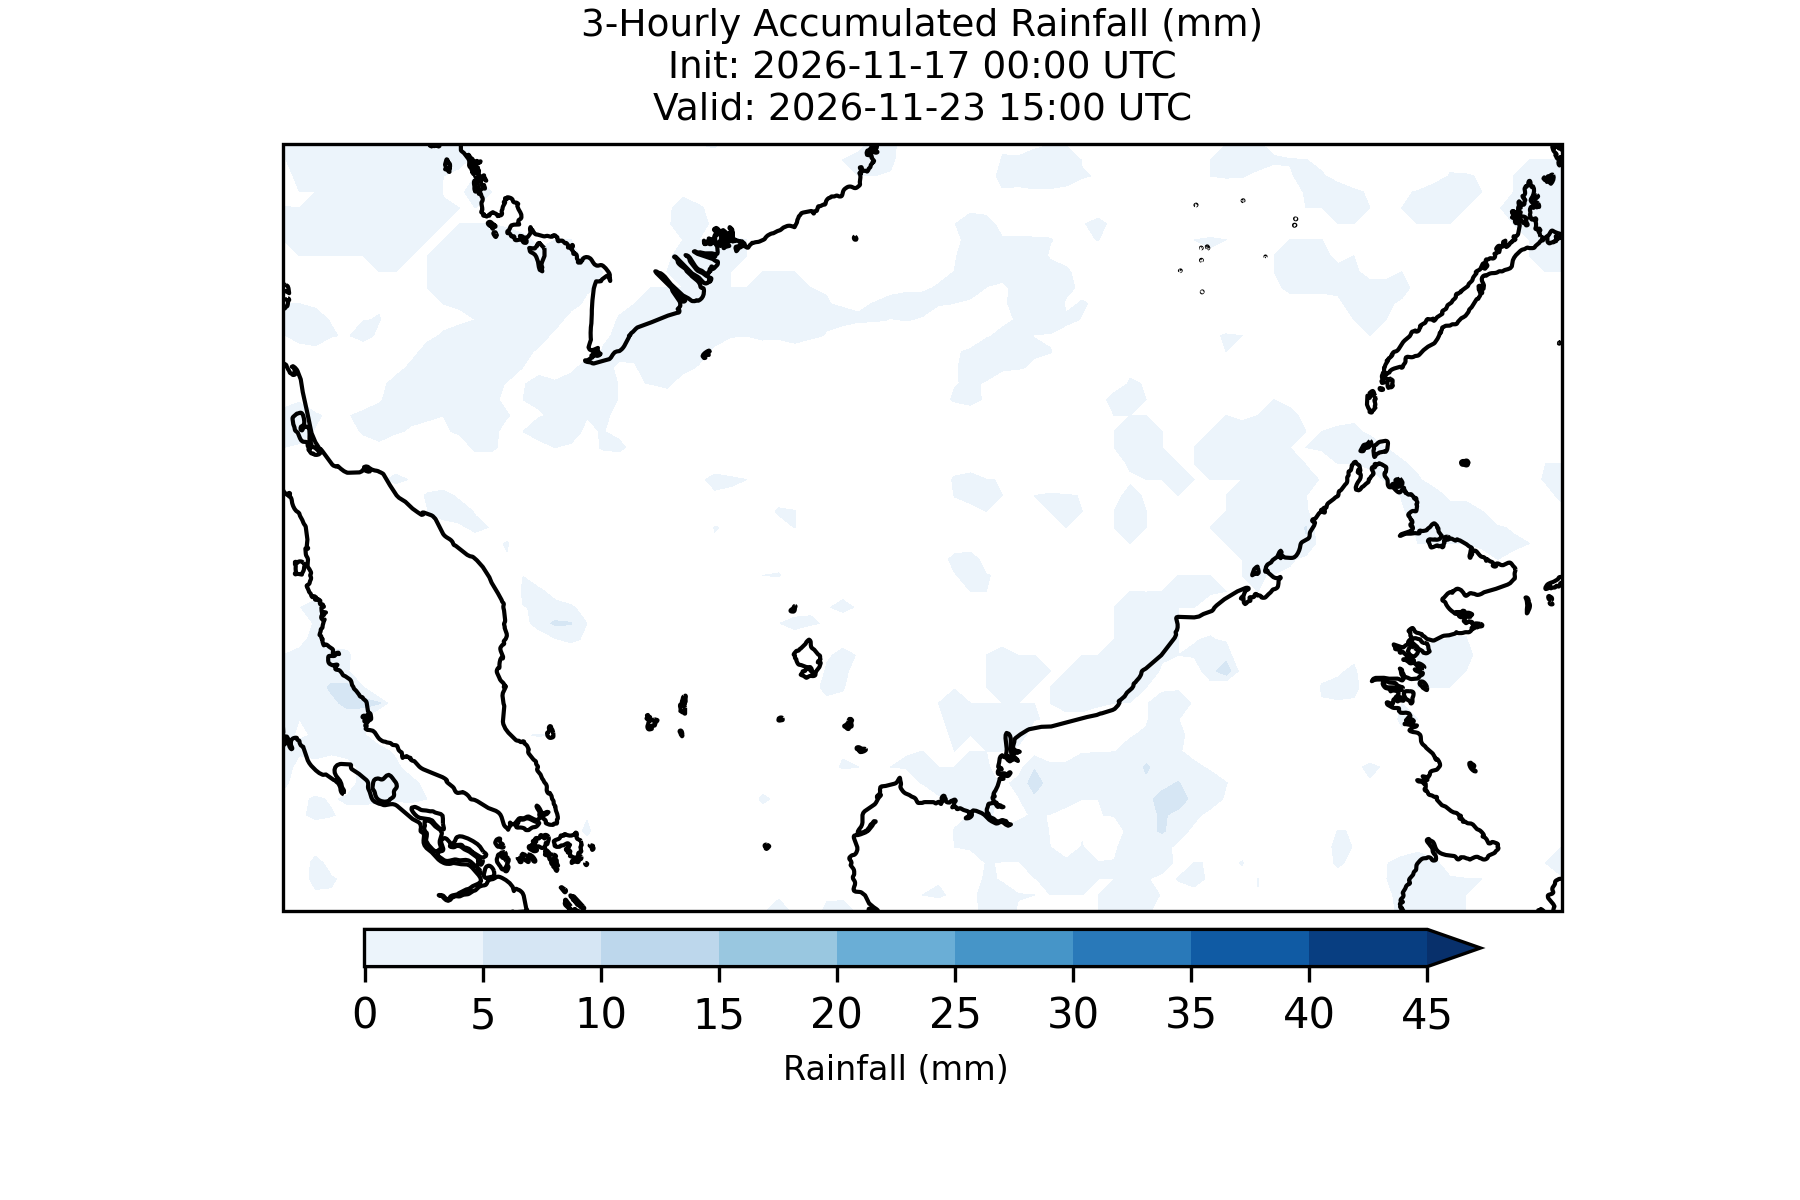 3-Hourly Accumulated Rainfall (mm)
Init: 2026-11-17 00:00 UTC
Valid: 2026-11-23 15:00 UTC
0 5 10 15 20 25 30 35 40 45
Rainfall (mm)